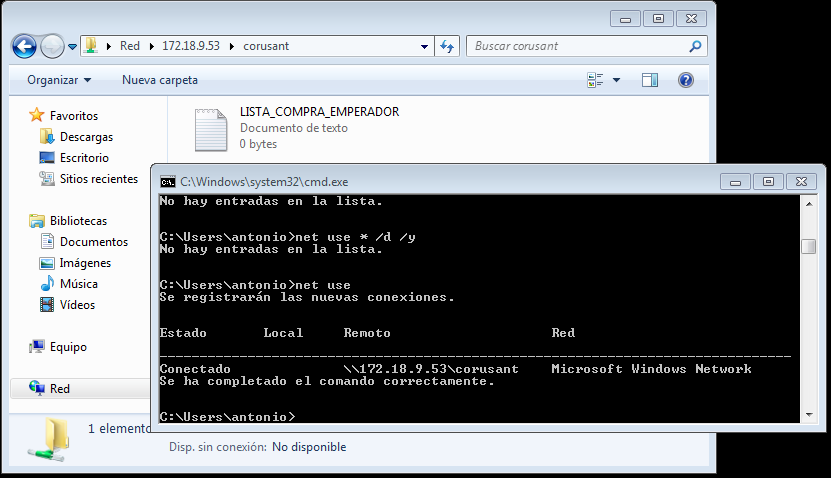 Red 172.18.9.53 corusant
Buscar corusant
Organizar Nueva carpeta
Favoritos
Descargas
Escritorio
Sitios recientes
Bibliotecas
Documentos
Imágenes
Música
Vídeos
Equipo
Red
LISTA_COMPRA_EMPERADOR
Documento de texto
0 bytes
C:\Windows\system32\cmd.exe
No hay entradas en la lista.
C:\Users\antonio>net use * /d /y
No hay entradas en la lista.
C:\Users\antonio>net use
Se registrarán las nuevas conexiones.
Estado Local Remoto Red
-------------------------------------------------------------------------------
Conectado \\172.18.9.53\corusant Microsoft Windows Network
Se ha completado el comando correctamente.
C:\Users\antonio>
1 elemento
Disp. sin conexión: No disponible